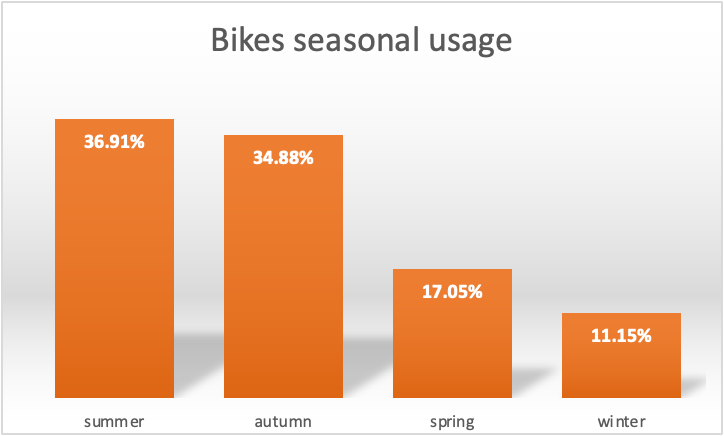 Bikes seasonal usage
36.91%
34.88%
17.05%
11.15%
summer
autumn
spring
winter